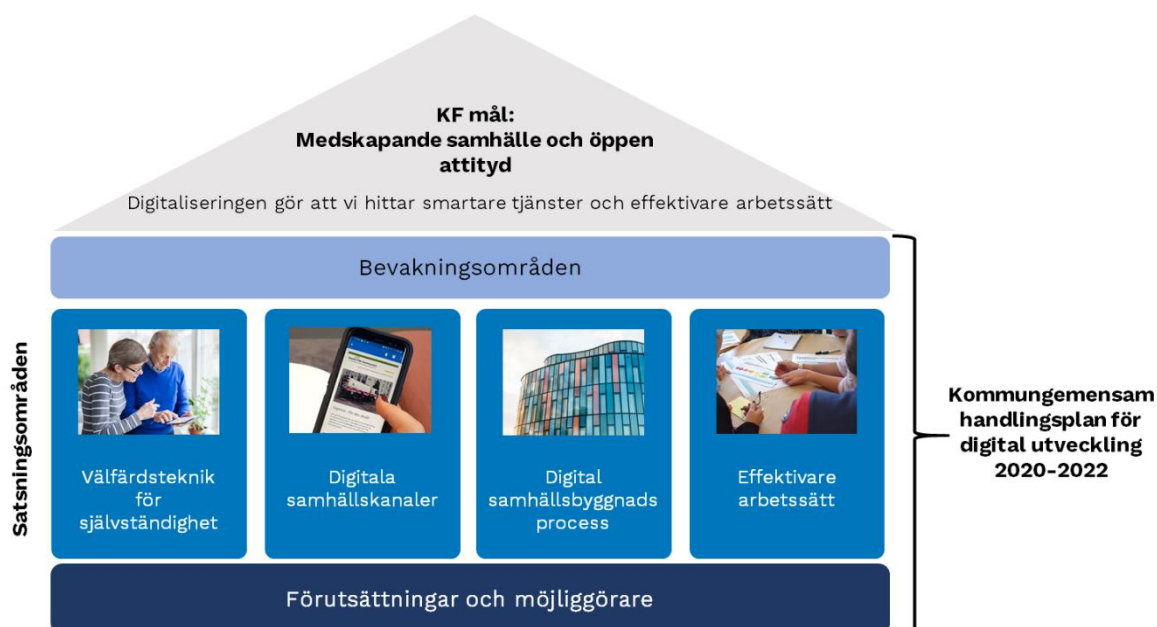 KF mål:
Medskapande samhälle och öppen
attityd
Digitaliseringen gör att vi hittar smartare tjänster och effektivare arbetssätt
Bevakningsområden
Satsningsområden
Välfärdsteknik
för
självständighet
Digitala
samhällskanaler
Digital
samhällsbyggnads
process
Effektivare
arbetssätt
Kommungemensam
handlingsplan för
digital utveckling
2020-2022
Förutsättningar och möjliggörare